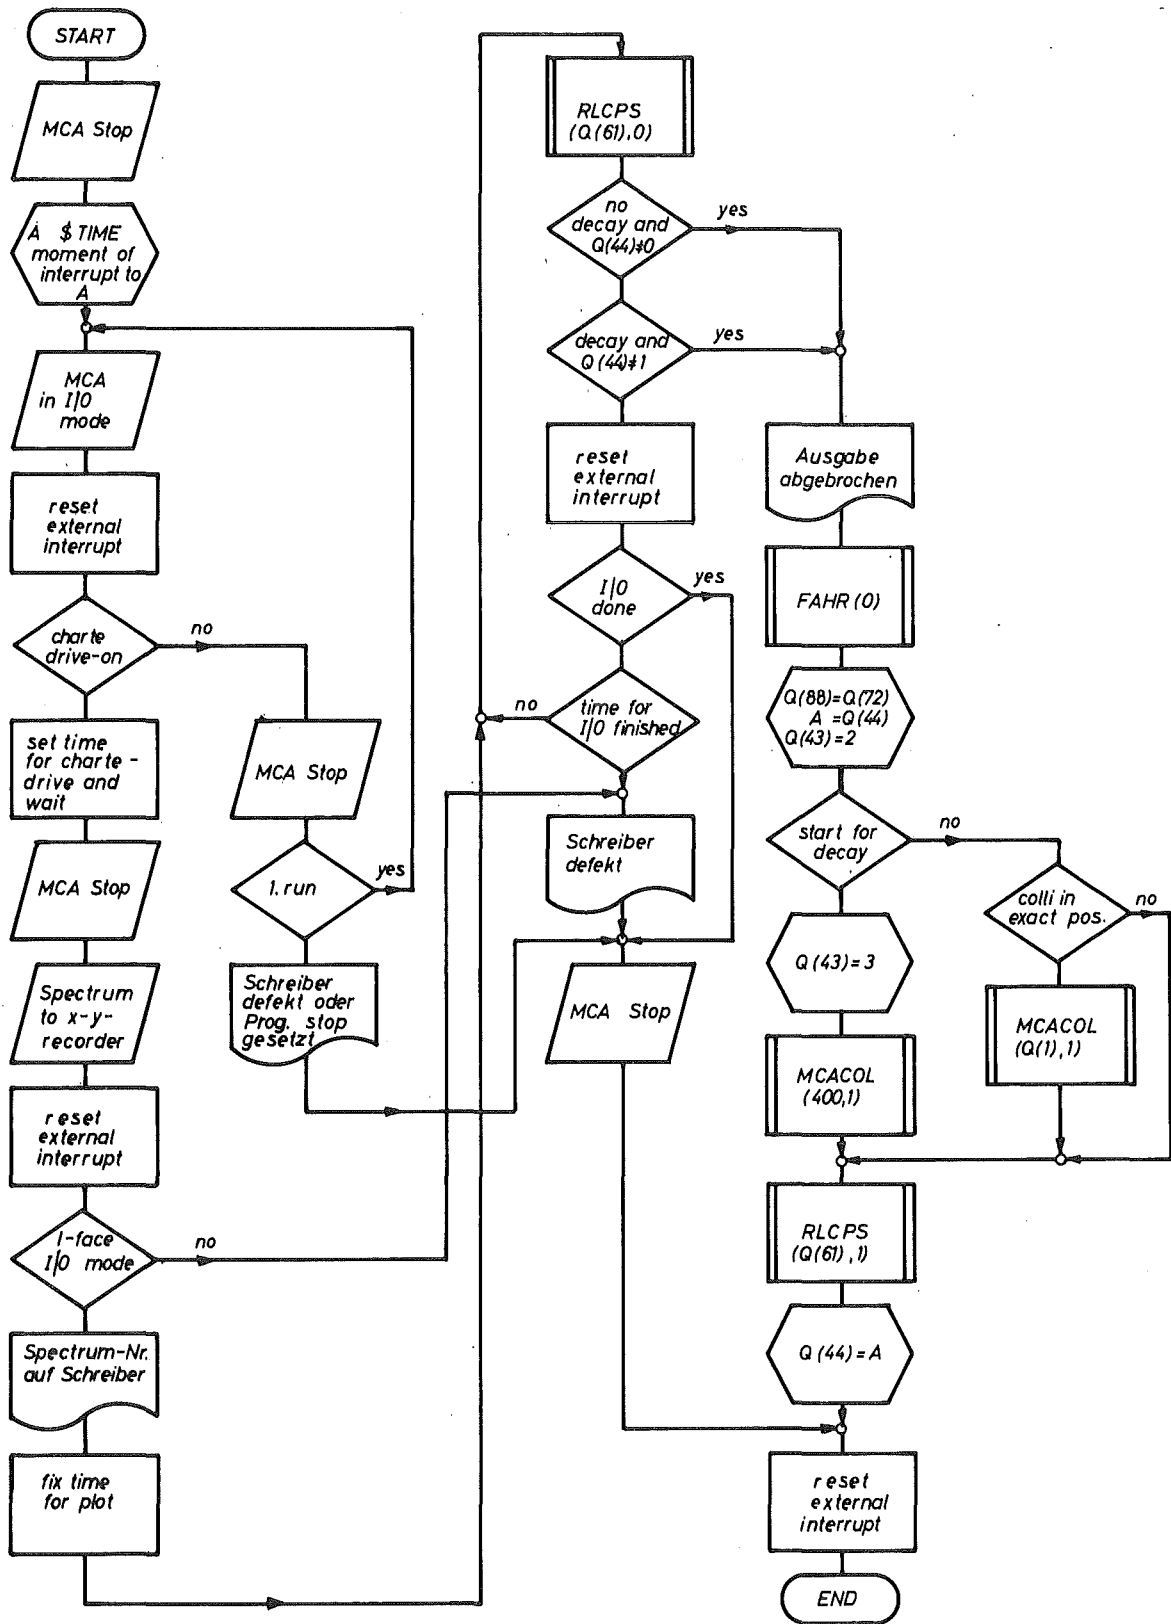 START
MCA Stop
A $ TIME
moment of
interrupt to
A
MCA
in I/O
mode
reset
external
interrupt
charte
drive-on
no
set time
for charte -
drive and
wait
MCA Stop
Spectrum
to x-y-
recorder
reset
external
interrupt
I-face
I/O mode
no
Spectrum-Nr.
auf Schreiber
fix time
for plot
MCA Stop
1. run
yes
Schreiber
defekt oder
Prog. stop
gesetzt
RLCPS
(Q(61),0)
no
decay and
Q(44)≠0
yes
decay and
Q(44)≠1
yes
reset
external
interrupt
I/O
done
yes
time for
I/O finished
no
Schreiber
defekt
MCA Stop
Ausgabe
abgebrochen
FAHR (0)
Q(88)=Q(72)
A =Q(44)
Q(43)=2
start for
decay
no
Q(43)=3
MCACOL
(400,1)
colli in
exact pos.
no
MCACOL
(Q(1),1)
RLCPS
(Q(61),1)
Q(44)=A
reset
external
interrupt
END